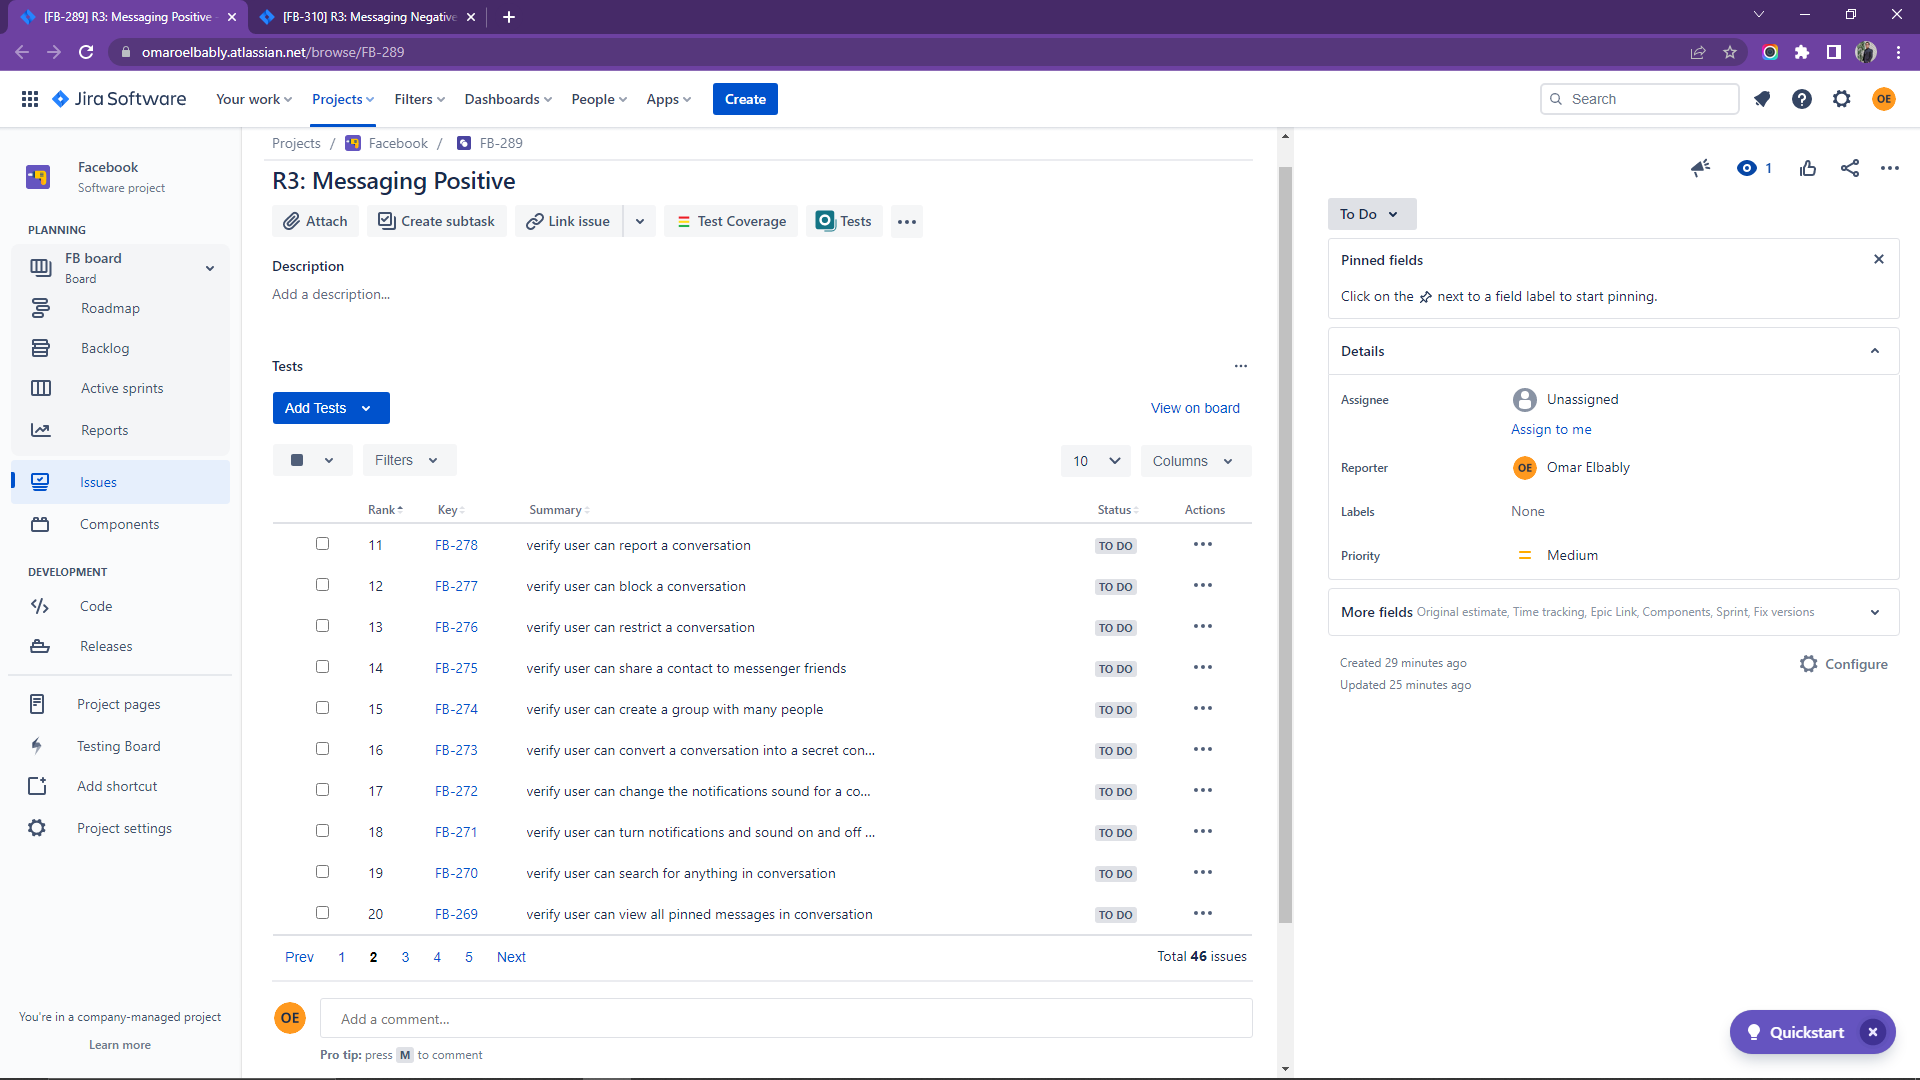 [FB-289] R3: Messaging Positive -
[FB-310] R3: Messaging Negative
omaroelbably.atlassian.net/browse/FB-289
Jira Software
Your work
Projects
Filters
Dashboards
People
Apps
Create
Search
OE
Facebook
Software project
PLANNING
FB board
Board
Roadmap
Backlog
Active sprints
Reports
Issues
Components
DEVELOPMENT
Code
Releases
Project pages
Testing Board
Add shortcut
Project settings
You're in a company-managed project
Learn more
Projects / Facebook / FB-289
R3: Messaging Positive
Attach
Create subtask
Link issue
Test Coverage
Tests
Description
Add a description...
Tests
Add Tests
View on board
Filters
10
Columns
Rank Key Summary Status Actions
11 FB-278 verify user can report a conversation TO DO
12 FB-277 verify user can block a conversation TO DO
13 FB-276 verify user can restrict a conversation TO DO
14 FB-275 verify user can share a contact to messenger friends TO DO
15 FB-274 verify user can create a group with many people TO DO
16 FB-273 verify user can convert a conversation into a secret con... TO DO
17 FB-272 verify user can change the notifications sound for a co... TO DO
18 FB-271 verify user can turn notifications and sound on and off ... TO DO
19 FB-270 verify user can search for anything in conversation TO DO
20 FB-269 verify user can view all pinned messages in conversation TO DO
Prev 1 2 3 4 5 Next
Total 46 issues
OE
Add a comment...
Pro tip: press M to comment
1
To Do
Pinned fields
Click on the next to a field label to start pinning.
Details
Assignee
Unassigned
Assign to me
Reporter
OE Omar Elbably
Labels
None
Priority
Medium
More fields Original estimate, Time tracking, Epic Link, Components, Sprint, Fix versions
Created 29 minutes ago
Updated 25 minutes ago
Configure
Quickstart